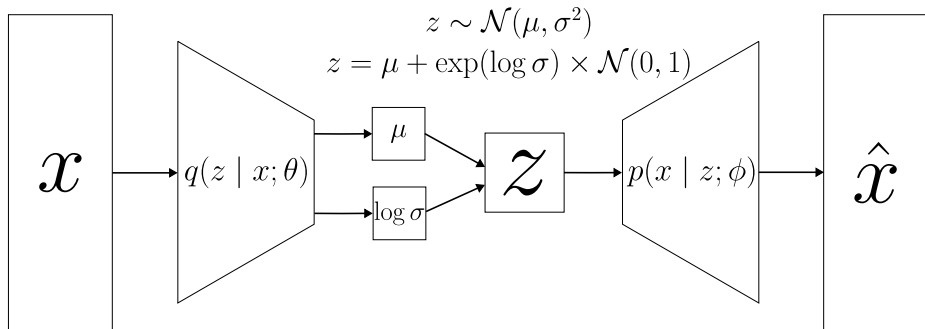 z ∼ 𝒩(μ, σ²)
z = μ + exp(log σ) × 𝒩(0, 1)
x
q(z | x; θ)
μ
log σ
z
p(x | z; ϕ)
x̂